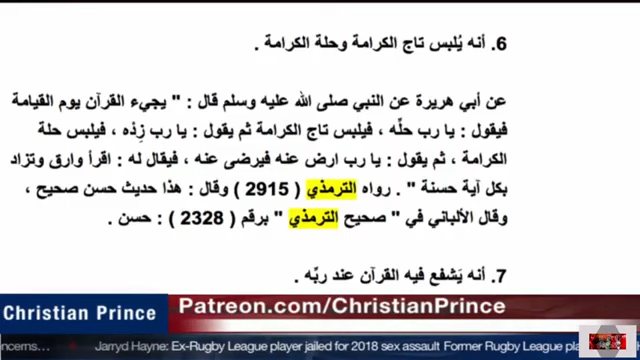 6. أنه يُلبس تاج الكرامة وحلة الكرامة .
عن أبي هريرة عن النبي صلى الله عليه وسلم قال : " يجيء القرآن يوم القيامة
فيقول : يا رب حلِّه ، فيلبس تاج الكرامة ثم يقول : يا رب زِدْه ، فيلبس حلة
الكرامة ، ثم يقول : يا رب ارض عنه فيرضى عنه ، فيقال له : اقرأ وارق وتزاد
بكل آية حسنة " . رواه الترمذي ( 2915 ) وقال : هذا حديث حسن صحيح ،
وقال الألباني في " صحيح الترمذي " برقم ( 2328 ) : حسن .
7. أنه يَشفع فيه القرآن عند ربِّه .
Christian Prince
Patreon.com/ChristianPrince
ncerns... Jarryd Hayne: Ex-Rugby League player jailed for 2018 sex assault Former Rugby League pla